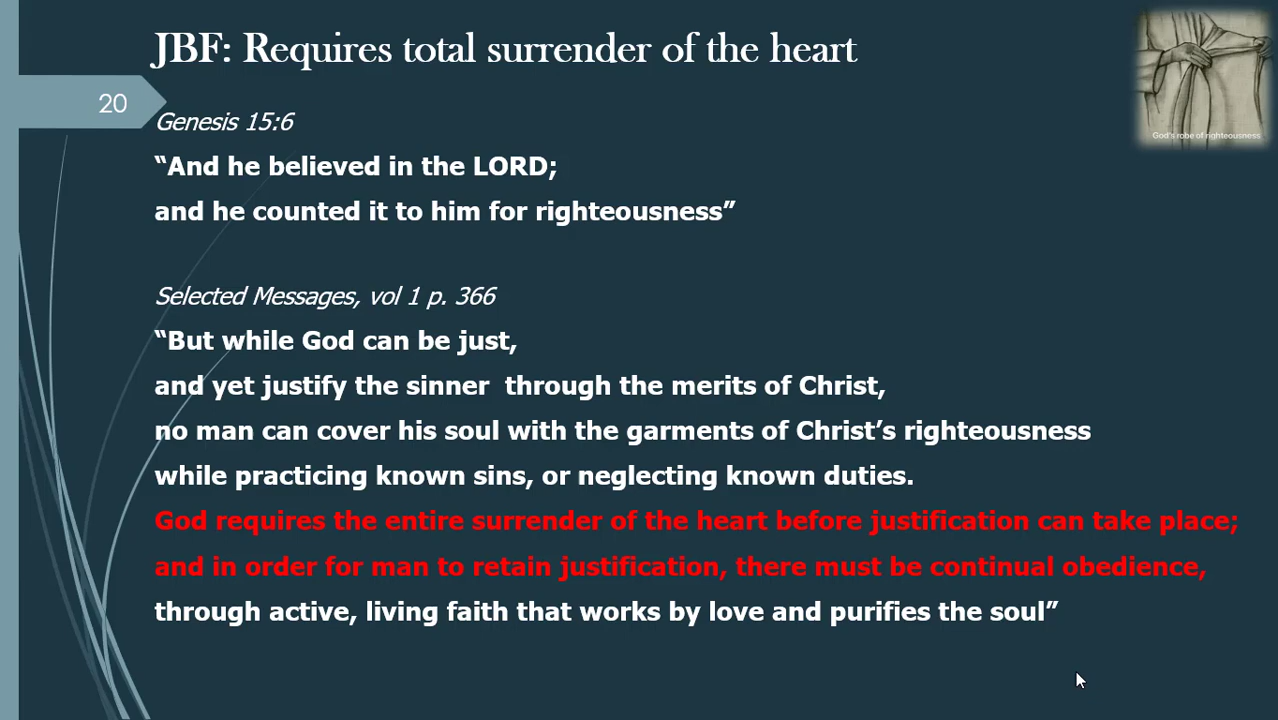 JBF: Requires total surrender of the heart
God's robe of righteousness
20
Genesis 15:6
“And he believed in the LORD;
and he counted it to him for righteousness”
Selected Messages, vol 1 p. 366
“But while God can be just,
and yet justify the sinner  through the merits of Christ,
no man can cover his soul with the garments of Christ’s righteousness
while practicing known sins, or neglecting known duties.
God requires the entire surrender of the heart before justification can take place;
and in order for man to retain justification, there must be continual obedience,
through active, living faith that works by love and purifies the soul”